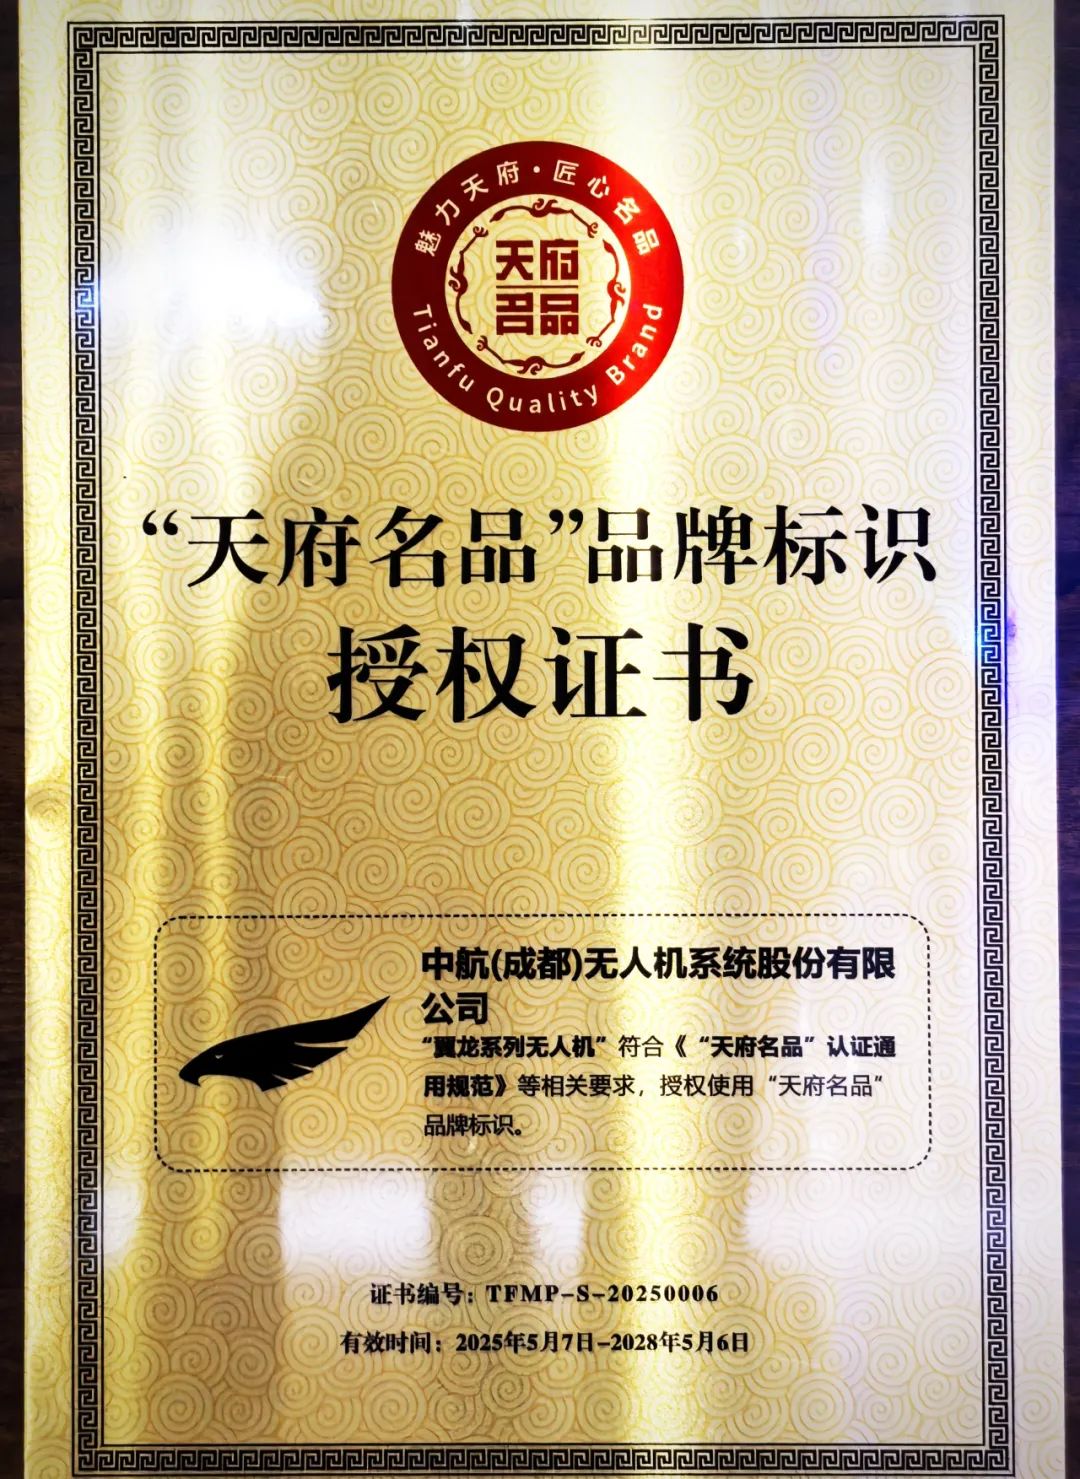 魅力天府·匠心名品
天府
名品
Tianfu Quality Brand
“天府名品”品牌标识
授权证书
中航(成都)无人机系统股份有限
公司
“翼龙系列无人机”符合《“天府名品”认证通
用规范》等相关要求，授权使用“天府名品”
品牌标识。
证书编号：TFMP-S-20250006
有效时间：2025年5月7日-2028年5月6日